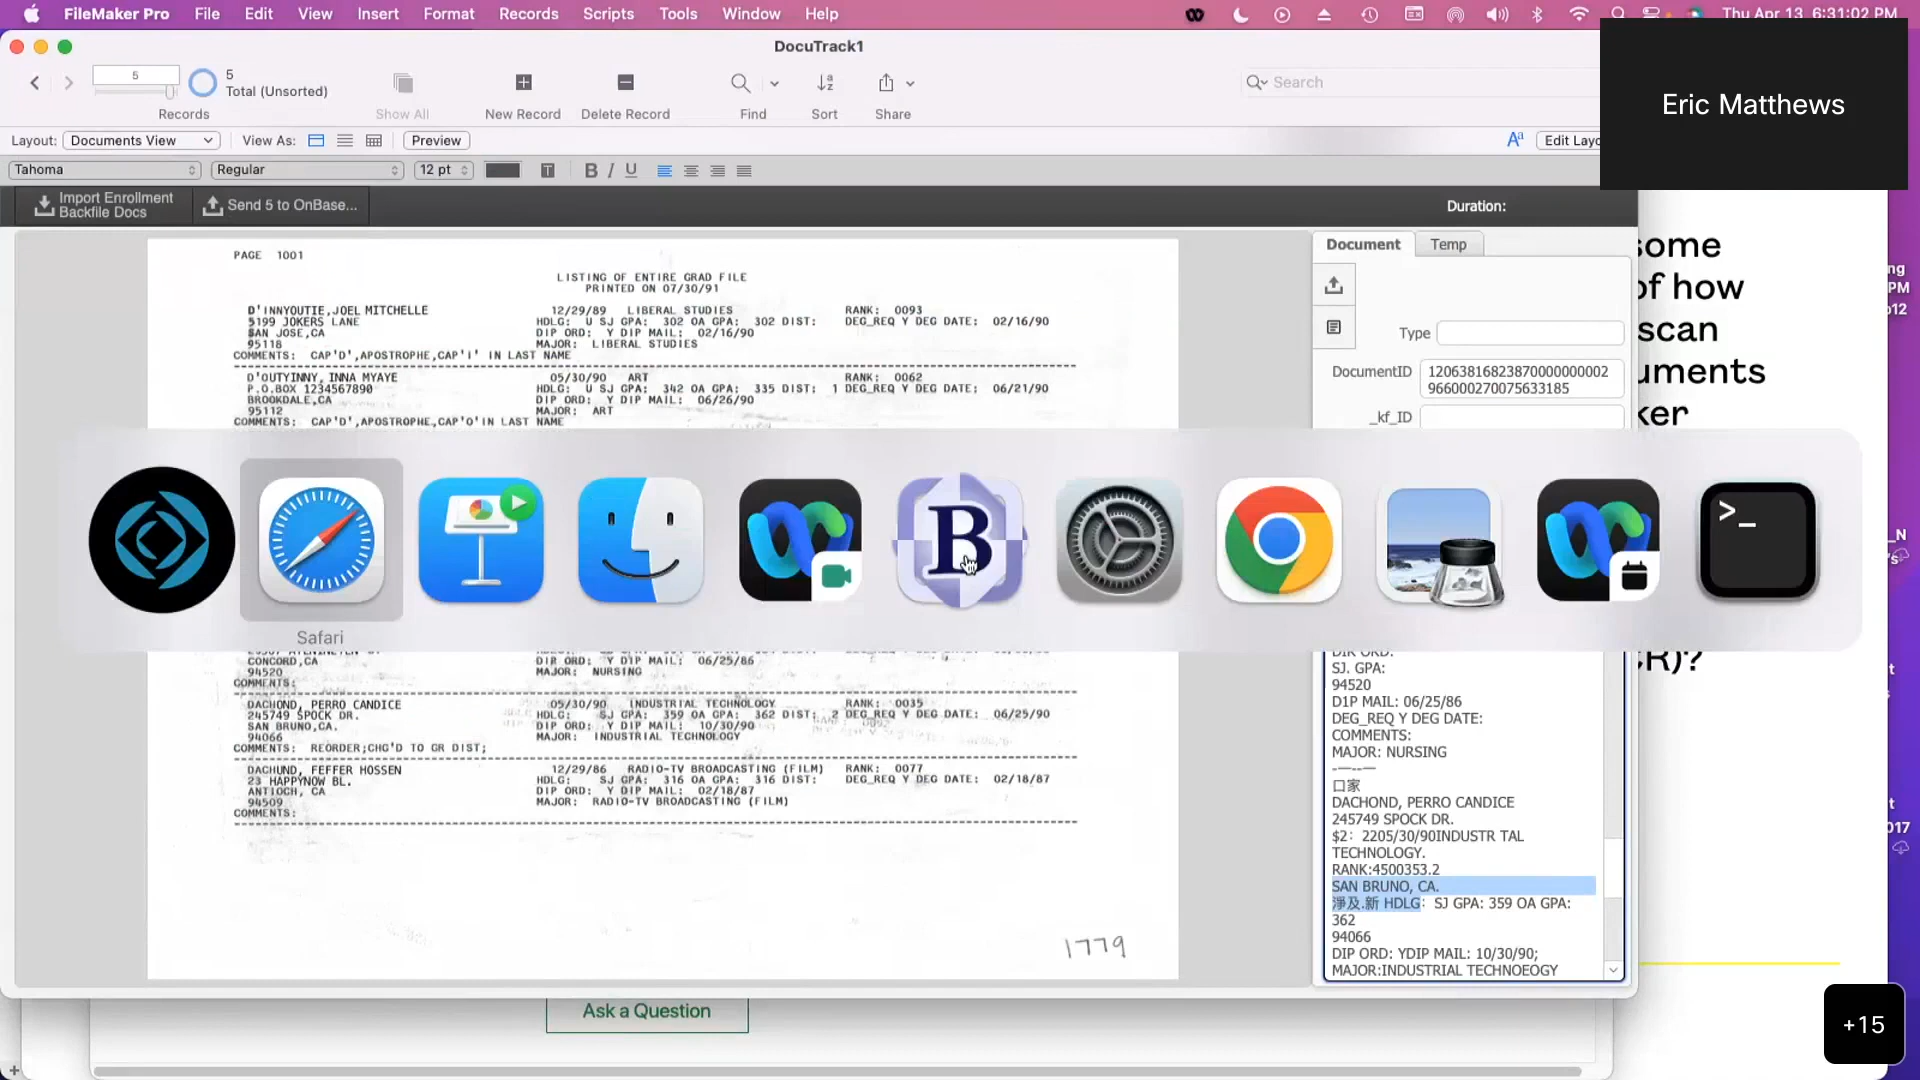 FileMaker Pro File Edit View Insert Format Records Scripts Tools Window Help
Thu Apr 13 6:31:02 PM
DocuTrack1
5
5
Total (Unsorted)
Search
Records Show All New Record Delete Record Find Sort Share
Eric Matthews
Layout: Documents View View As: Preview
Edit Layo
Tahoma Regular 12 pt B I U
Import Enrollment
Backfile Docs
Send 5 to OnBase...
Duration:
PAGE 1001
LISTING OF ENTIRE GRAD FILE
PRINTED ON 07/30/91
D'INNYOUTIE,JOEL MITCHELLE 12/29/89 LIBERAL STUDIES RANK: 0093
5199 JOKERS LANE HDLG: U SJ GPA: 302 OA GPA: 302 DIST: DEG_REQ Y DEG DATE: 02/16/90
SAN JOSE,CA DIP ORD: Y DIP MAIL: 02/16/90
95118 MAJOR: LIBERAL STUDIES
COMMENTS: CAP'D',APOSTROPHE,CAP'I' IN LAST NAME
D'OUTYINNY, INNA MYAYE 05/30/90 ART RANK: 0062
P.O.BOX 1234567890 HDLG: U SJ GPA: 342 OA GPA: 335 DIST: 1 DEG_REQ Y DEG DATE: 06/21/90
BROOKDALE,CA DIP ORD: Y DIP MAIL: 06/26/90
95112 MAJOR: ART
COMMENTS: CAP'D',APOSTROPHE,CAP'O'IN LAST NAME
Safari
CONCORD,CA DIP ORD: Y DIP MAIL: 06/25/86
94520 MAJOR: NURSING
COMMENTS:
DACHOND, PERRO CANDICE 05/30/90 INDUSTRIAL TECHNOLOGY RANK: 0035
245749 SPOCK DR. HDLG: SJ GPA: 359 OA GPA: 362 DIST: 2 DEG_REQ Y DEG DATE: 06/25/90
SAN BRUNO,CA. DIP ORD: Y DIP MAIL: 10/30/90
94066 MAJOR: INDUSTRIAL TECHNOLOGY
COMMENTS: REORDER;CHG'D TO GR DIST;
DACHUND, FEFFER HOSSEN 12/29/86 RADIO-TV BROADCASTING (FILM) RANK: 0077
23 HAPPYNOW BL. HDLG: SJ GPA: 316 OA GPA: 316 DIST: DEG_REQ Y DEG DATE: 02/18/87
ANTIOCH, CA DIP ORD: Y DIP MAIL: 02/18/87
94509 MAJOR: RADIO-TV BROADCASTING (FILM)
COMMENTS:
1779
Document Temp
Type
DocumentID 12063816823870000000002
966000270075633185
_kf_ID
SJ. GPA:
94520
D1P MAIL: 06/25/86
DEG_REQ Y DEG DATE:
COMMENTS:
MAJOR: NURSING
-—--—
口家
DACHOND, PERRO CANDICE
245749 SPOCK DR.
$2：2205/30/90INDUSTR TAL
TECHNOLOGY.
RANK:4500353.2
SAN BRUNO, CA.
淨及.新 HDLG：SJ GPA: 359 OA GPA:
362
94066
DIP ORD: YDIP MAIL: 10/30/90;
MAJOR:INDUSTRIAL TECHNOEOGY
some
of how
scan
uments
ker
CR)?
Ask a Question
+15